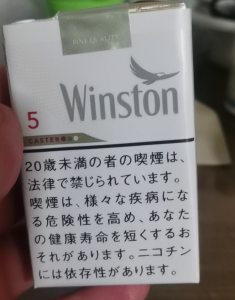 FINE QUALITY
Winston
5
CASTER
20歳未満の者の喫煙は、
法律で禁じられています。
喫煙は、様々な疾病にな
る危険性を高め、あなた
の健康寿命を短くするお
それがあります。ニコチン
には依存性があります。